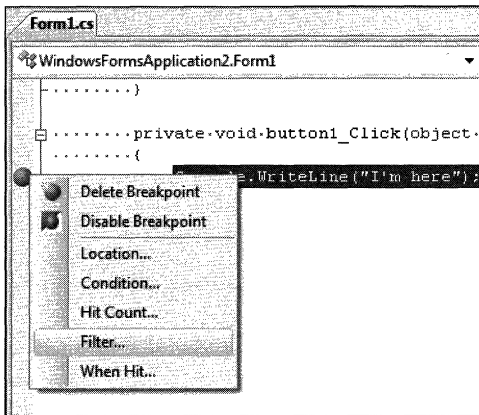 Form1.cs
WindowsFormsApplication2.Form1
}
private·void·button1_Click(object·
{
.WriteLine("I'm here");
Delete Breakpoint
Disable Breakpoint
Location...
Condition...
Hit Count...
Filter...
When Hit...